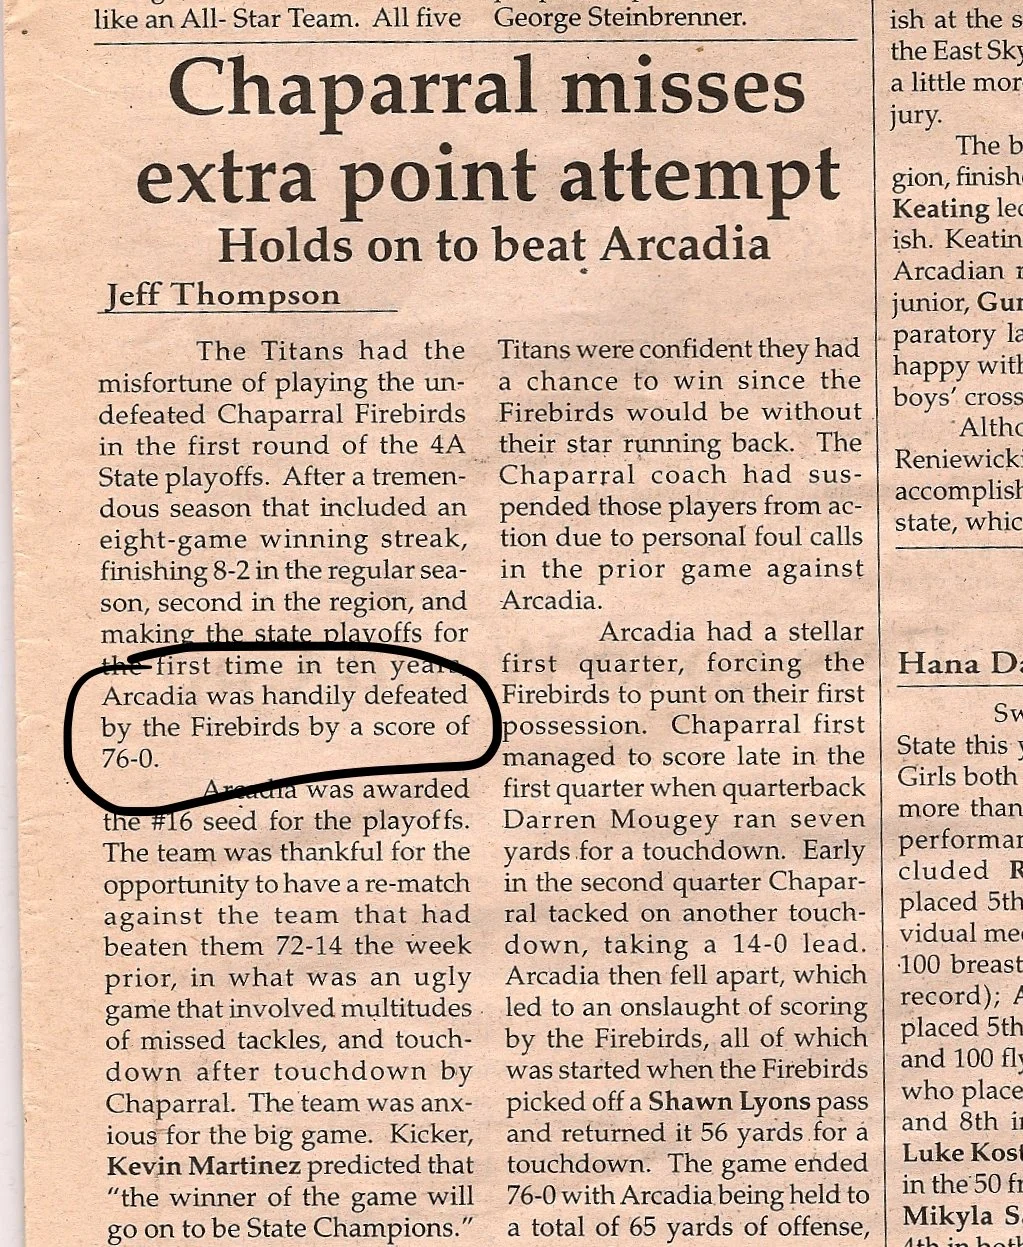 like an All- Star Team. All five
George Steinbrenner.
Chaparral misses
extra point attempt
Holds on to beat Arcadia
Jeff Thompson
The Titans had the
misfortune of playing the un-
defeated Chaparral Firebirds
in the first round of the 4A
State playoffs. After a tremen-
dous season that included an
eight-game winning streak,
finishing 8-2 in the regular sea-
son, second in the region, and
making the state playoffs for
the first time in ten years,
Arcadia was handily defeated
by the Firebirds by a score of
76-0.
Arcadia was awarded
the #16 seed for the playoffs.
The team was thankful for the
opportunity to have a re-match
against the team that had
beaten them 72-14 the week
prior, in what was an ugly
game that involved multitudes
of missed tackles, and touch-
down after touchdown by
Chaparral. The team was anx-
ious for the big game. Kicker,
Kevin Martinez predicted that
"the winner of the game will
go on to be State Champions."
Titans were confident they had
a chance to win since the
Firebirds would be without
their star running back. The
Chaparral coach had sus-
pended those players from ac-
tion due to personal foul calls
in the prior game against
Arcadia.
Arcadia had a stellar
first quarter, forcing the
Firebirds to punt on their first
possession. Chaparral first
managed to score late in the
first quarter when quarterback
Darren Mougey ran seven
yards for a touchdown. Early
in the second quarter Chapar-
ral tacked on another touch-
down, taking a 14-0 lead.
Arcadia then fell apart, which
led to an onslaught of scoring
by the Firebirds, all of which
was started when the Firebirds
picked off a Shawn Lyons pass
and returned it 56 yards for a
touchdown. The game ended
76-0 with Arcadia being held to
a total of 65 yards of offense,
ish at the s
the East Sky
a little mor
jury.
The b
gion, finish
Keating led
ish. Keatin
Arcadian
junior, Gun
paratory la
happy with
boys' cross
Altho
Reniewicki
accomplish
state, whic
Hana Da
Sw
State this y
Girls both
more than
performan
cluded R
placed 5th
vidual med
100 breast
record); A
placed 5th
and 100 fly
who place
and 8th in
Luke Kost
in the 50 fr
Mikyla S
4th in both